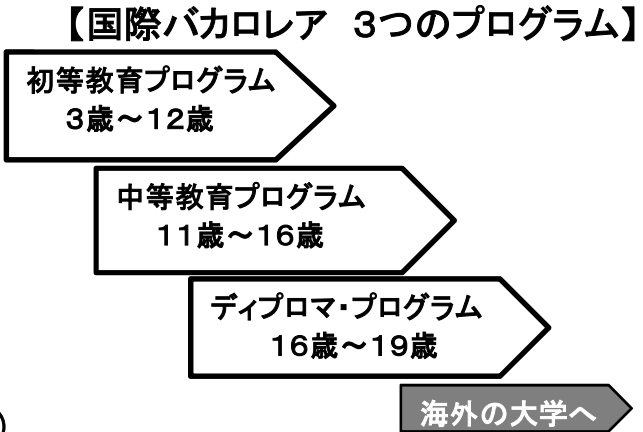 【国際バカロレア　３つのプログラム】
初等教育プログラム
３歳～１２歳
中等教育プログラム
１１歳～１６歳
ディプロマ・プログラム
１６歳～１９歳
海外の大学へ
)